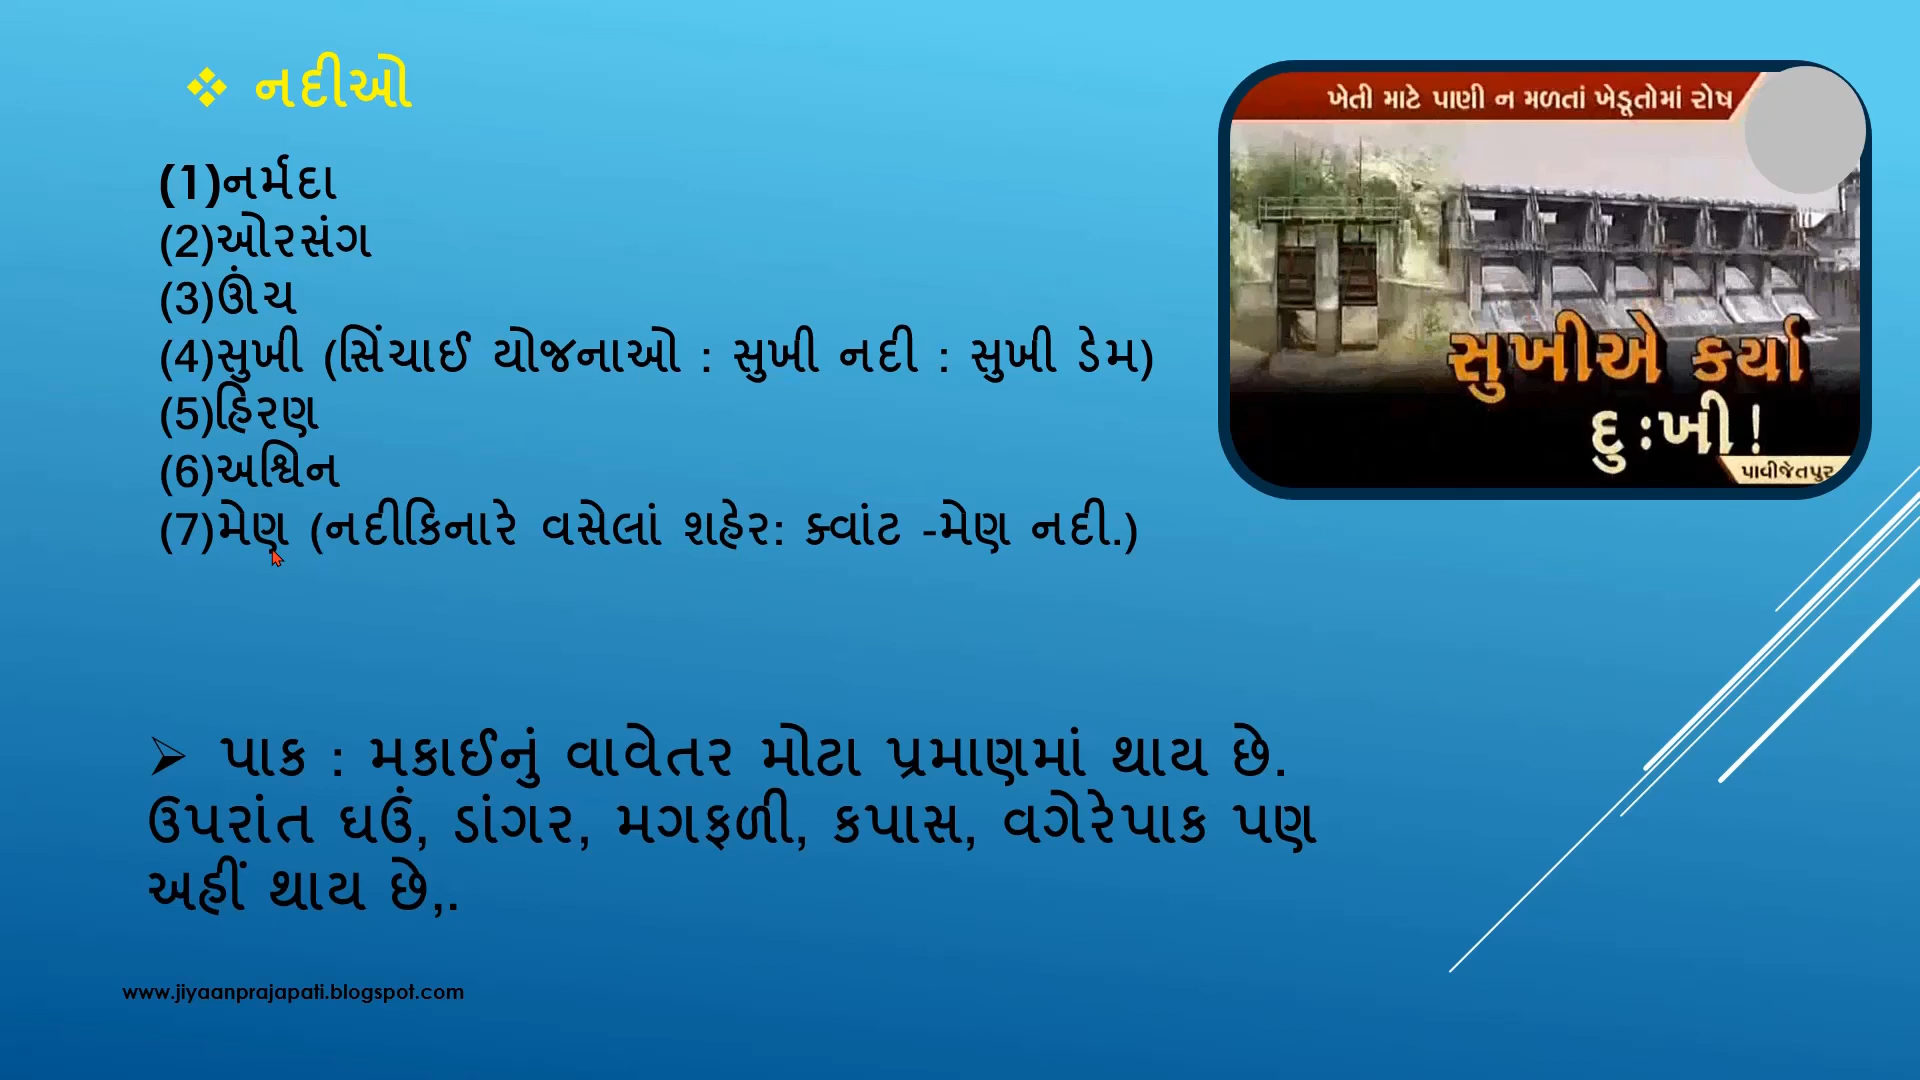 ❖ નદીઓ
(1)નર્મદા
(2)ઓરસંગ
(3)ઊંચ
(4)સુખી (સિંચાઈ યોજનાઓ : સુખી નદી : સુખી ડેમ)
(5)હિરણ
(6)અશ્વિન
(7)મેણ (નદીકિનારે વસેલાં શહેર: ક્વાંટ -મેણ નદી.)
ખેતી માટે પાણી ન મળતાં ખેડૂતોમાં રોષ
સુખીએ કર્યા
દુઃખી!
પાવીજેતપુર
➢ પાક : મકાઈનું વાવેતર મોટા પ્રમાણમાં થાય છે.
ઉપરાંત ઘઉં, ડાંગર, મગફળી, કપાસ, વગેરેપાક પણ
અહીં થાય છે,.
www.jiyaanprajapati.blogspot.com